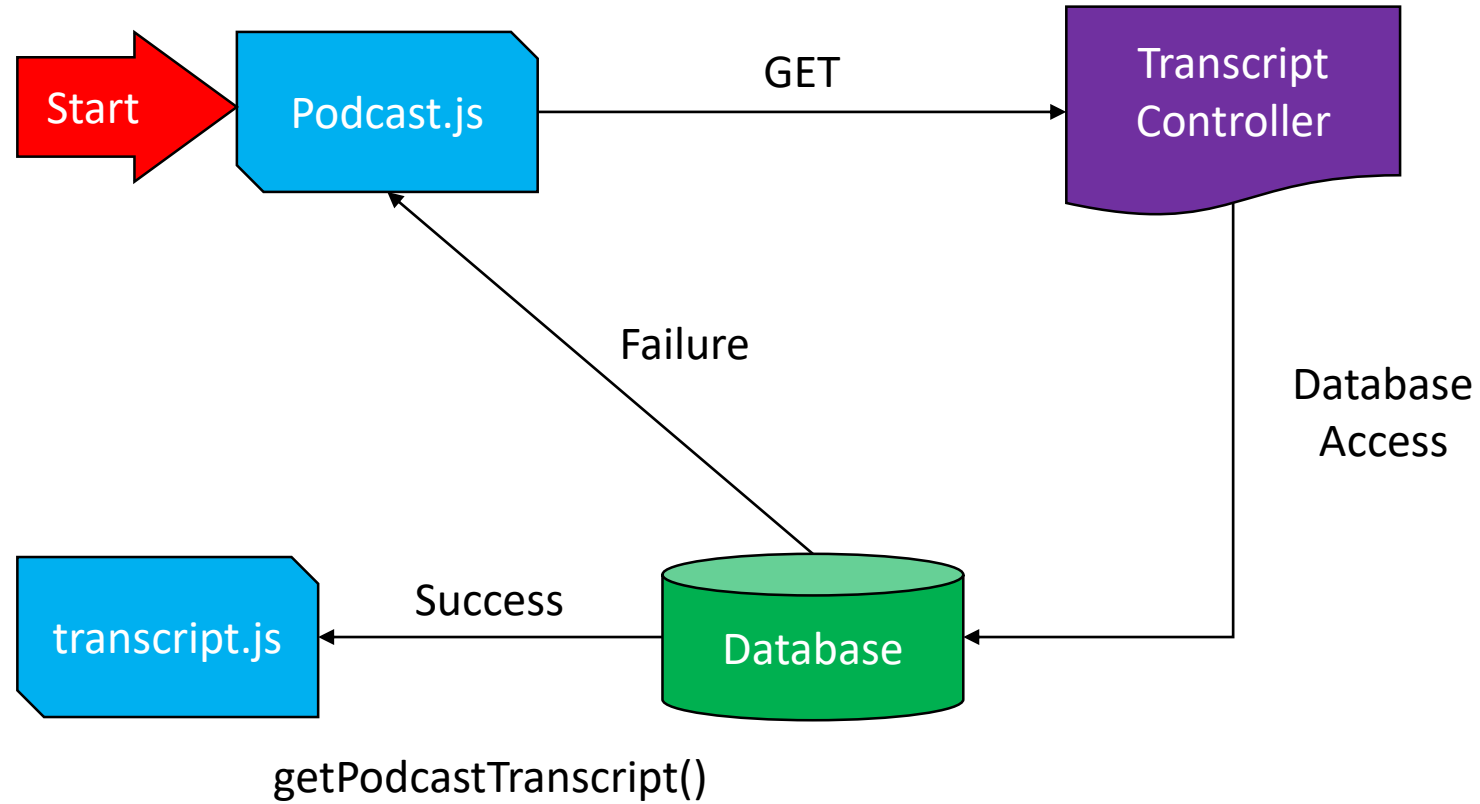 Start
Podcast.js
GET
Transcript
Controller
Failure
Database
Access
transcript.js
Success
Database
getPodcastTranscript()